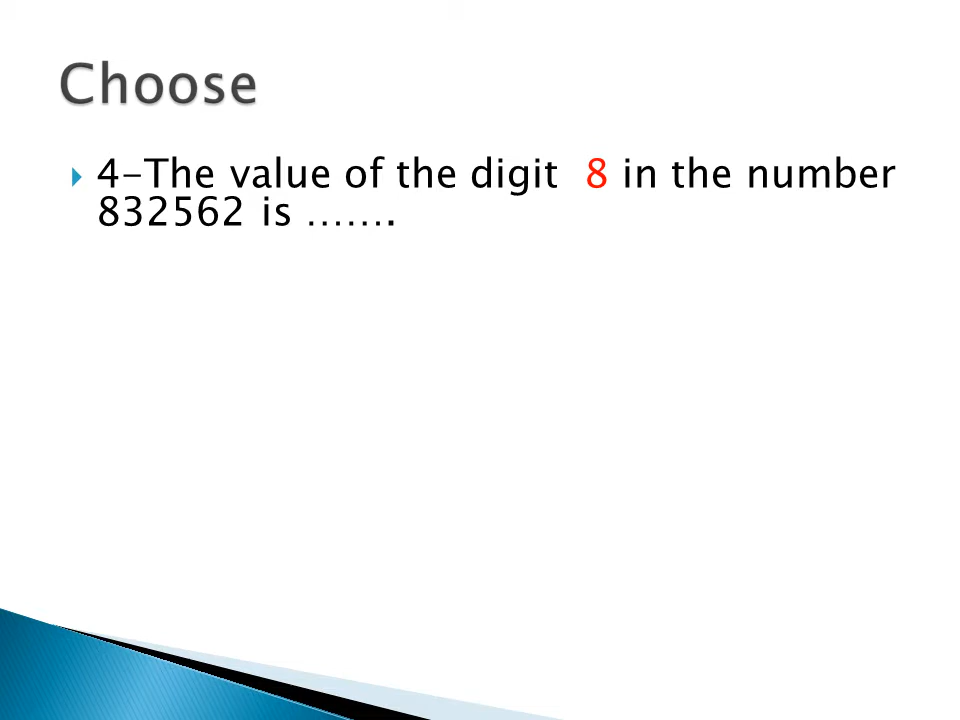 Choose
4-The value of the digit 8 in the number
832562 is …….